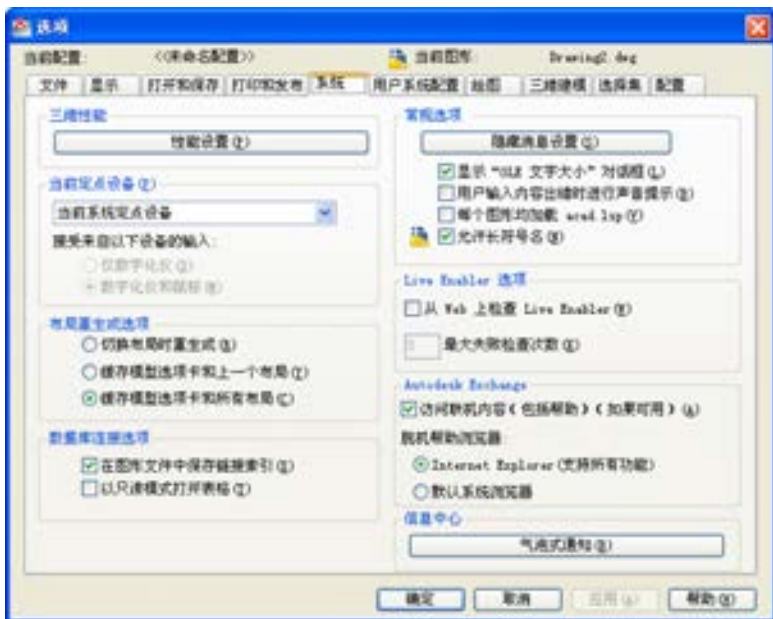 选项
当前配置: <<未命名配置>> 当前图形: Drawing2.dwg
文件 显示 打开和保存 打印和发布 系统 用户系统配置 绘图 三维建模 选择集 配置
三维性能
性能设置(P)
当前定点设备(P)
当前系统定点设备
接受来自以下设备的输入:
仅数字化仪(D)
数字化仪和鼠标(M)
布局重生成选项
切换布局时重生成(R)
缓存模型选项卡和上一个布局(Y)
缓存模型选项卡和所有布局(C)
数据库连接选项
在图形文件中保存链接索引(X)
以只读模式打开表格(T)
常规选项
隐藏消息设置(S)
显示“OLE 文字大小”对话框(L)
用户输入内容出错时进行声音提示(B)
每个图形均加载 acad.lsp(Y)
允许长符号名(N)
Live Enabler 选项
从 Web 上检查 Live Enabler(W)
最大失败检查次数
Autodesk Exchange
访问联机内容(包括帮助)(如果可用)(A)
脱机帮助浏览器:
Internet Explorer(支持所有功能)
默认系统浏览器
信息中心
气泡式通知(B)
确定 取消 应用(A) 帮助(H)